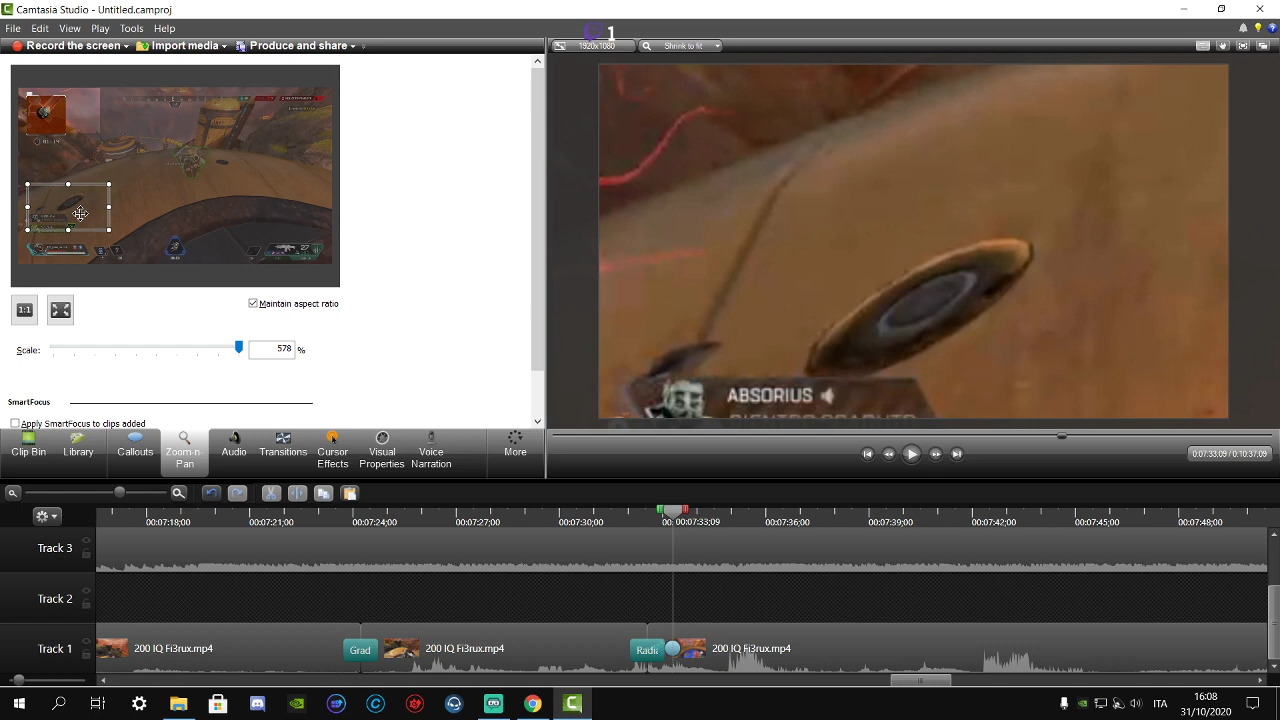 Camtasia Studio - Untitled.camproj
File Edit View Play Tools Help
1
Record the screen Import media Produce and share
1920x1080 Shrink to fit
1:1
Maintain aspect ratio
Scale: 578 %
SmartFocus
Apply SmartFocus to clips added
ABSORIUS
Clip Bin Library Callouts Zoom-n-Pan Audio Transitions Cursor Effects Visual Properties Voice Narration More
0:07:33.09 / 0:10:37.09
00:07:18;00 00:07:21;00 00:07:24;00 00:07:27;00 00:07:30;00 00:07:33;09 00:07:36;00 00:07:39;00 00:07:42;00 00:07:45;00 00:07:48;00
Track 3
Track 2
Track 1 200 IQ Fi3rux.mp4 Grad 200 IQ Fi3rux.mp4 Radi 200 IQ Fi3rux.mp4
ITA
16:08
31/10/2020